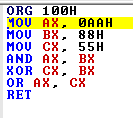 ORG 100H
MOV AX, 0AAH
MOV BX, 88H
MOV CX, 55H
AND AX, BX
XOR BX, CX
OR AX, CX
RET